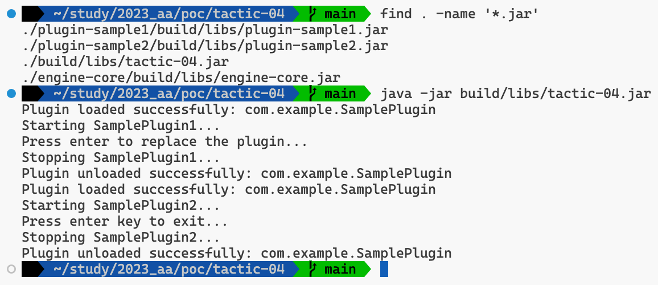 ~/study/2023_aa/poc/tactic-04 main find . -name '*.jar'
./plugin-sample1/build/libs/plugin-sample1.jar
./plugin-sample2/build/libs/plugin-sample2.jar
./build/libs/tactic-04.jar
./engine-core/build/libs/engine-core.jar
~/study/2023_aa/poc/tactic-04 main java -jar build/libs/tactic-04.jar
Plugin loaded successfully: com.example.SamplePlugin
Starting SamplePlugin1...
Press enter to replace the plugin...
Stopping SamplePlugin1...
Plugin unloaded successfully: com.example.SamplePlugin
Plugin loaded successfully: com.example.SamplePlugin
Starting SamplePlugin2...
Press enter key to exit...
Stopping SamplePlugin2...
Plugin unloaded successfully: com.example.SamplePlugin
~/study/2023_aa/poc/tactic-04 main